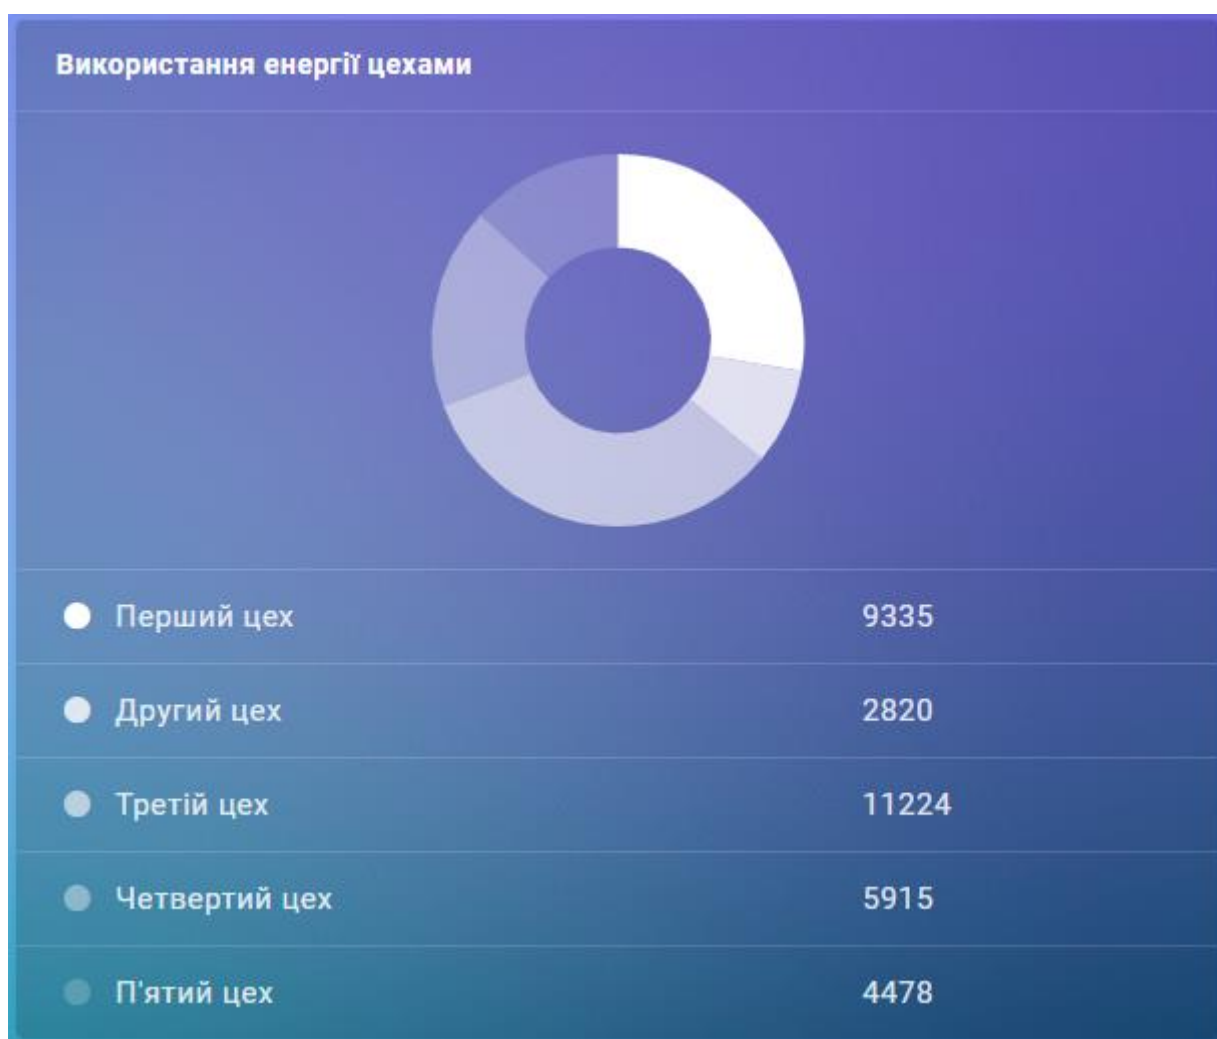 Використання енергії цехами
Перший цех 9335
Другий цех 2820
Третій цех 11224
Четвертий цех 5915
П'ятий цех 4478